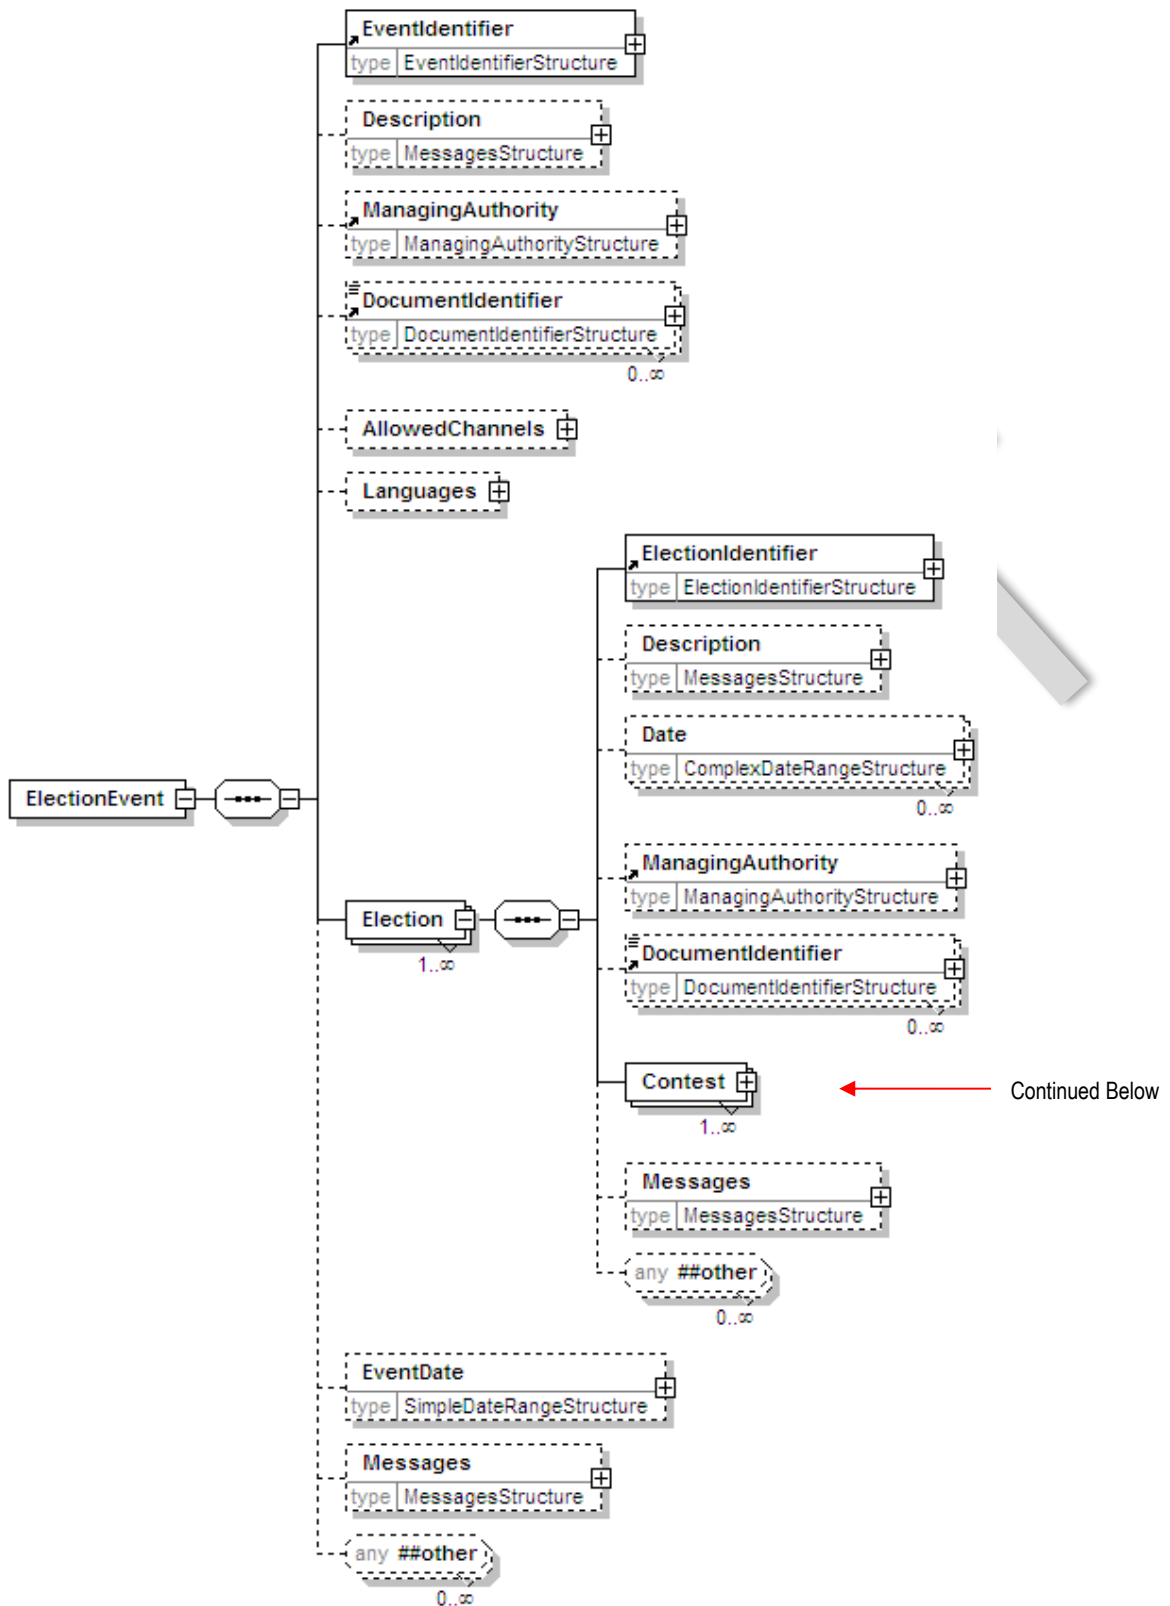 EventIdentifier
type EventIdentifierStructure
Description
type MessagesStructure
ManagingAuthority
type ManagingAuthorityStructure
DocumentIdentifier
type DocumentIdentifierStructure
0..∞
AllowedChannels
Languages
ElectionIdentifier
type ElectionIdentifierStructure
Description
type MessagesStructure
Date
type ComplexDateRangeStructure
0..∞
ElectionEvent
ManagingAuthority
type ManagingAuthorityStructure
Election
1..∞
DocumentIdentifier
type DocumentIdentifierStructure
0..∞
Contest
1..∞
Continued Below
Messages
type MessagesStructure
any ##other
0..∞
EventDate
type SimpleDateRangeStructure
Messages
type MessagesStructure
any ##other
0..∞